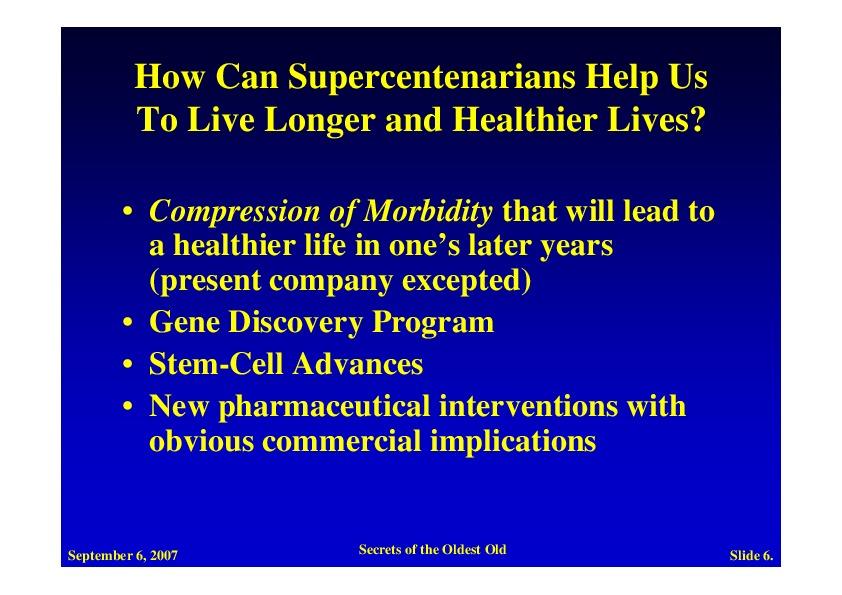 How Can Supercentenarians Help Us
To Live Longer and Healthier Lives?
• Compression of Morbidity that will lead to
a healthier life in one’s later years
(present company excepted)
• Gene Discovery Program
• Stem-Cell Advances
• New pharmaceutical interventions with
obvious commercial implications
September 6, 2007
Secrets of the Oldest Old
Slide 6.